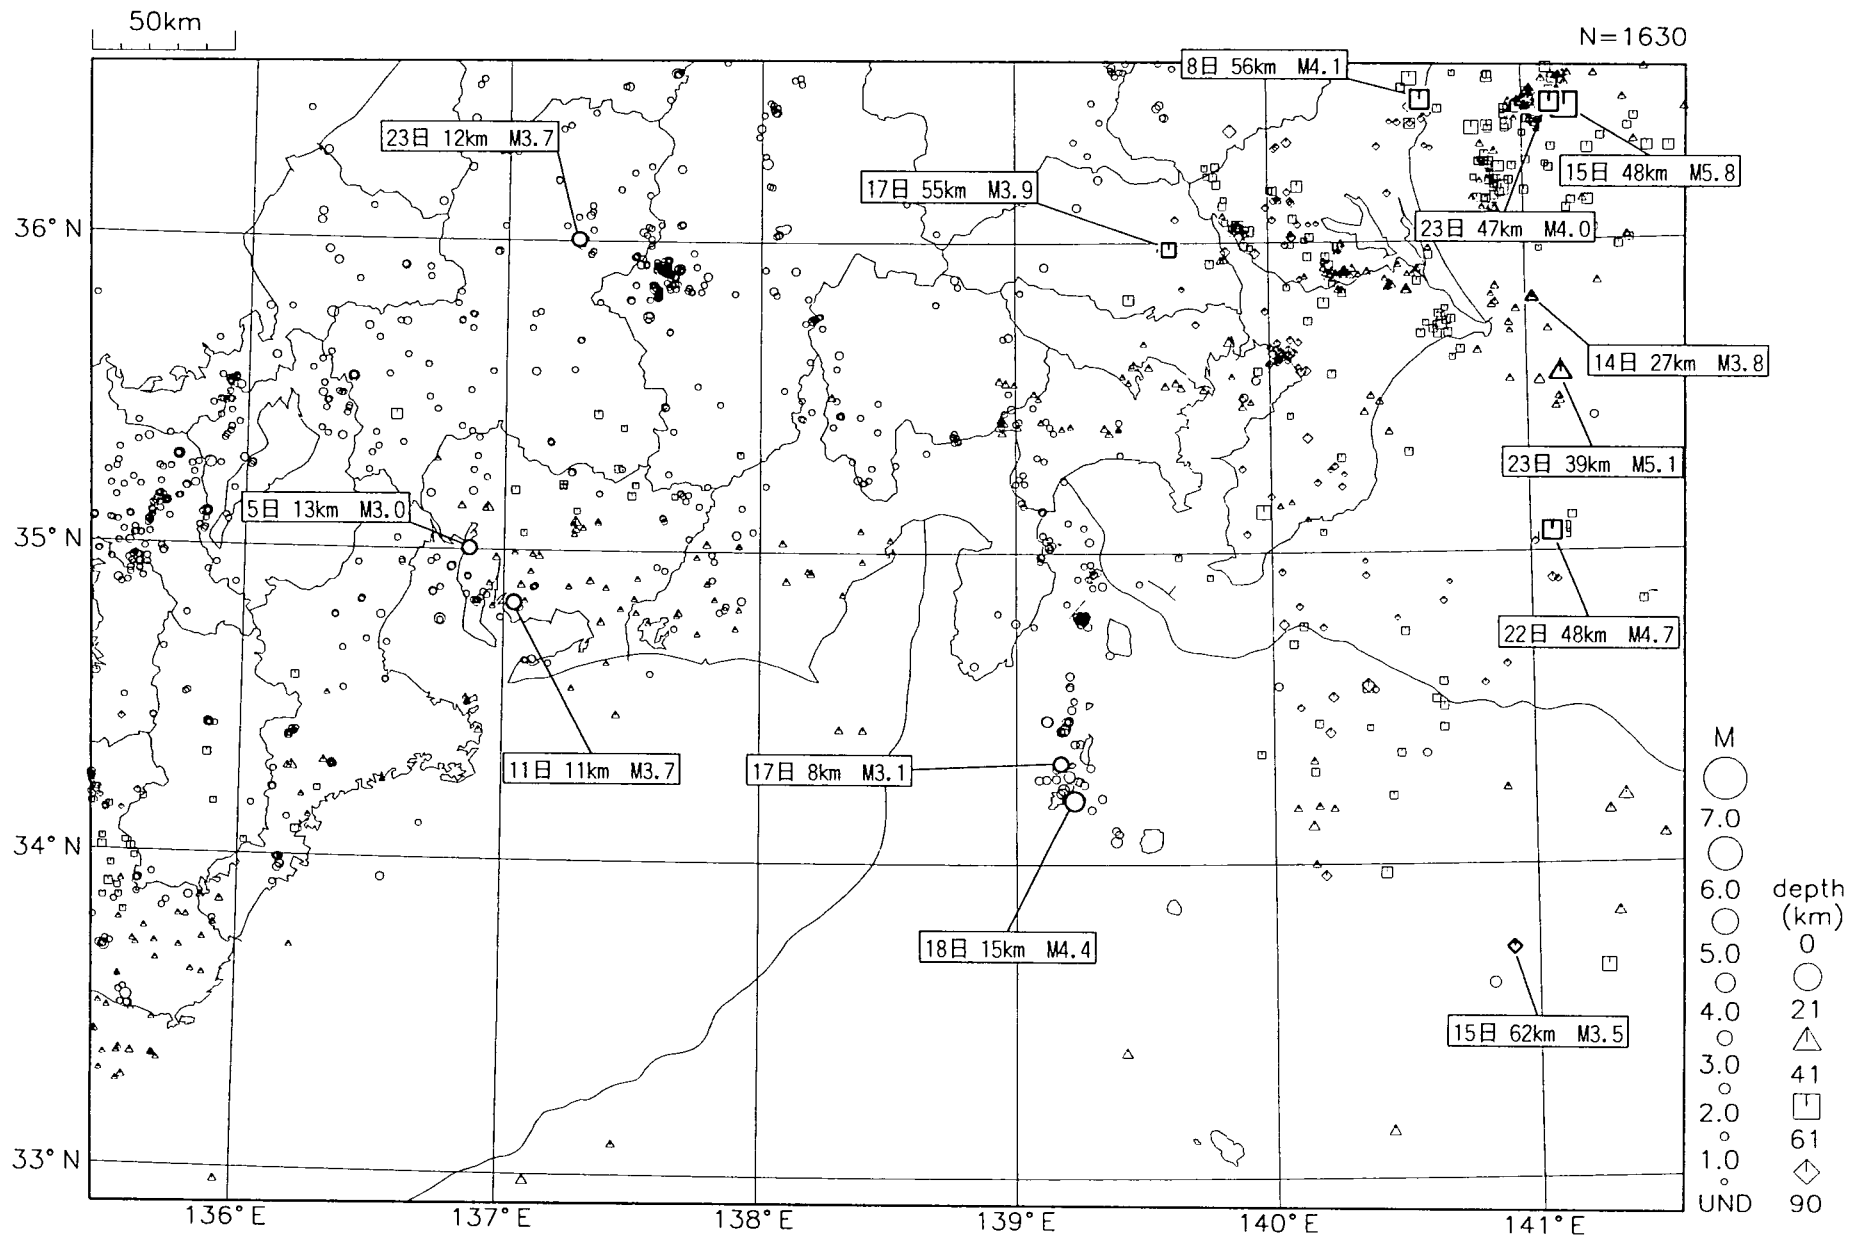 50km
N=1630
8日 56km M4.1
23日 12km M3.7
15日 48km M5.8
17日 55km M3.9
23日 47km M4.0
36°N
14日 27km M3.8
23日 39km M5.1
5日 13km M3.0
35°N
22日 48km M4.7
11日 11km M3.7
17日 8km M3.1
34°N
18日 15km M4.4
15日 62km M3.5
33°N
136°E
137°E
138°E
139°E
140°E
141°E
M
7.0
6.0
5.0
4.0
3.0
2.0
1.0
UND
depth
(km)
0
21
41
61
90